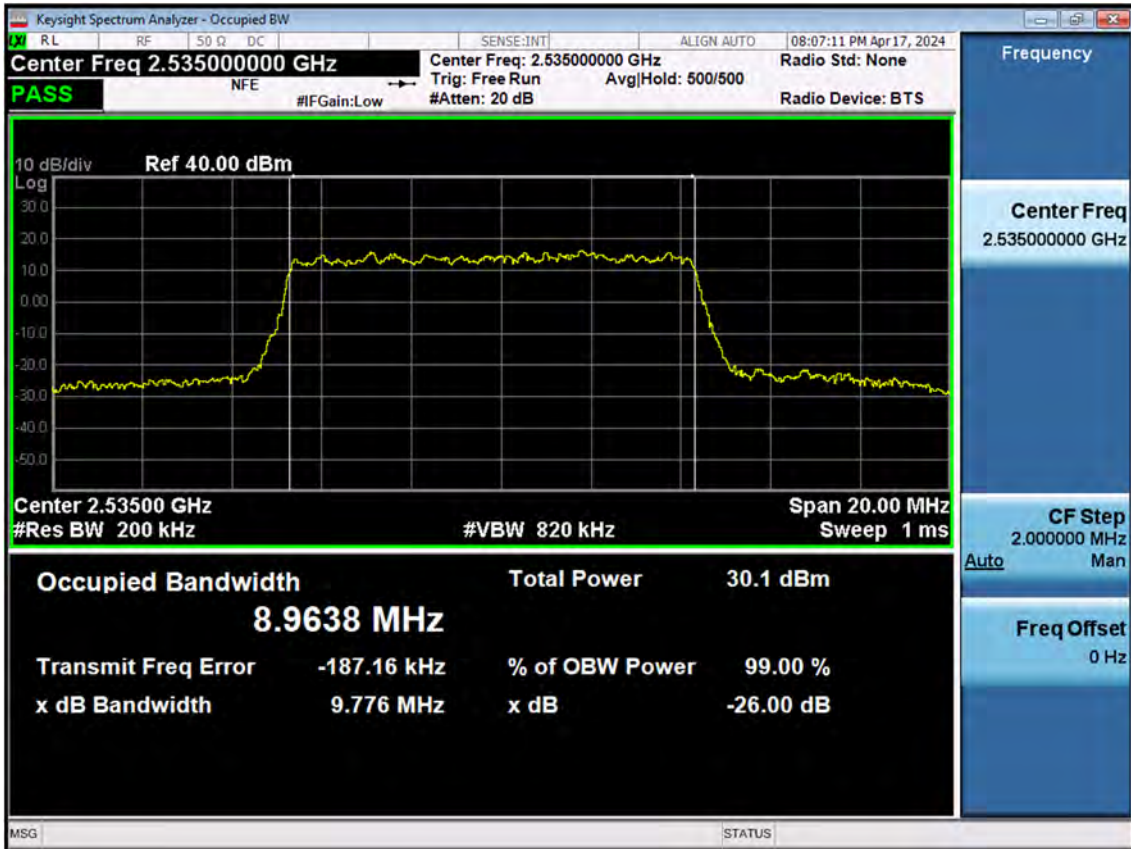 Keysight Spectrum Analyzer - Occupied BW
LXI RL RF 50 Ω DC SENSE:INT ALIGN AUTO 08:07:11 PM Apr 17, 2024
Center Freq 2.535000000 GHz Center Freq: 2.535000000 GHz Radio Std: None
NFE Trig: Free Run Avg|Hold: 500/500
PASS #IFGain:Low #Atten: 20 dB Radio Device: BTS
10 dB/div Ref 40.00 dBm
Log
30.0
20.0
10.0
0.00
-10.0
-20.0
-30.0
-40.0
-50.0
Center 2.53500 GHz Span 20.00 MHz
#Res BW 200 kHz #VBW 820 kHz Sweep 1 ms
Occupied Bandwidth Total Power 30.1 dBm
8.9638 MHz
Transmit Freq Error -187.16 kHz % of OBW Power 99.00 %
x dB Bandwidth 9.776 MHz x dB -26.00 dB
MSG STATUS
Frequency
Center Freq
2.535000000 GHz
CF Step
2.000000 MHz
Auto Man
Freq Offset
0 Hz